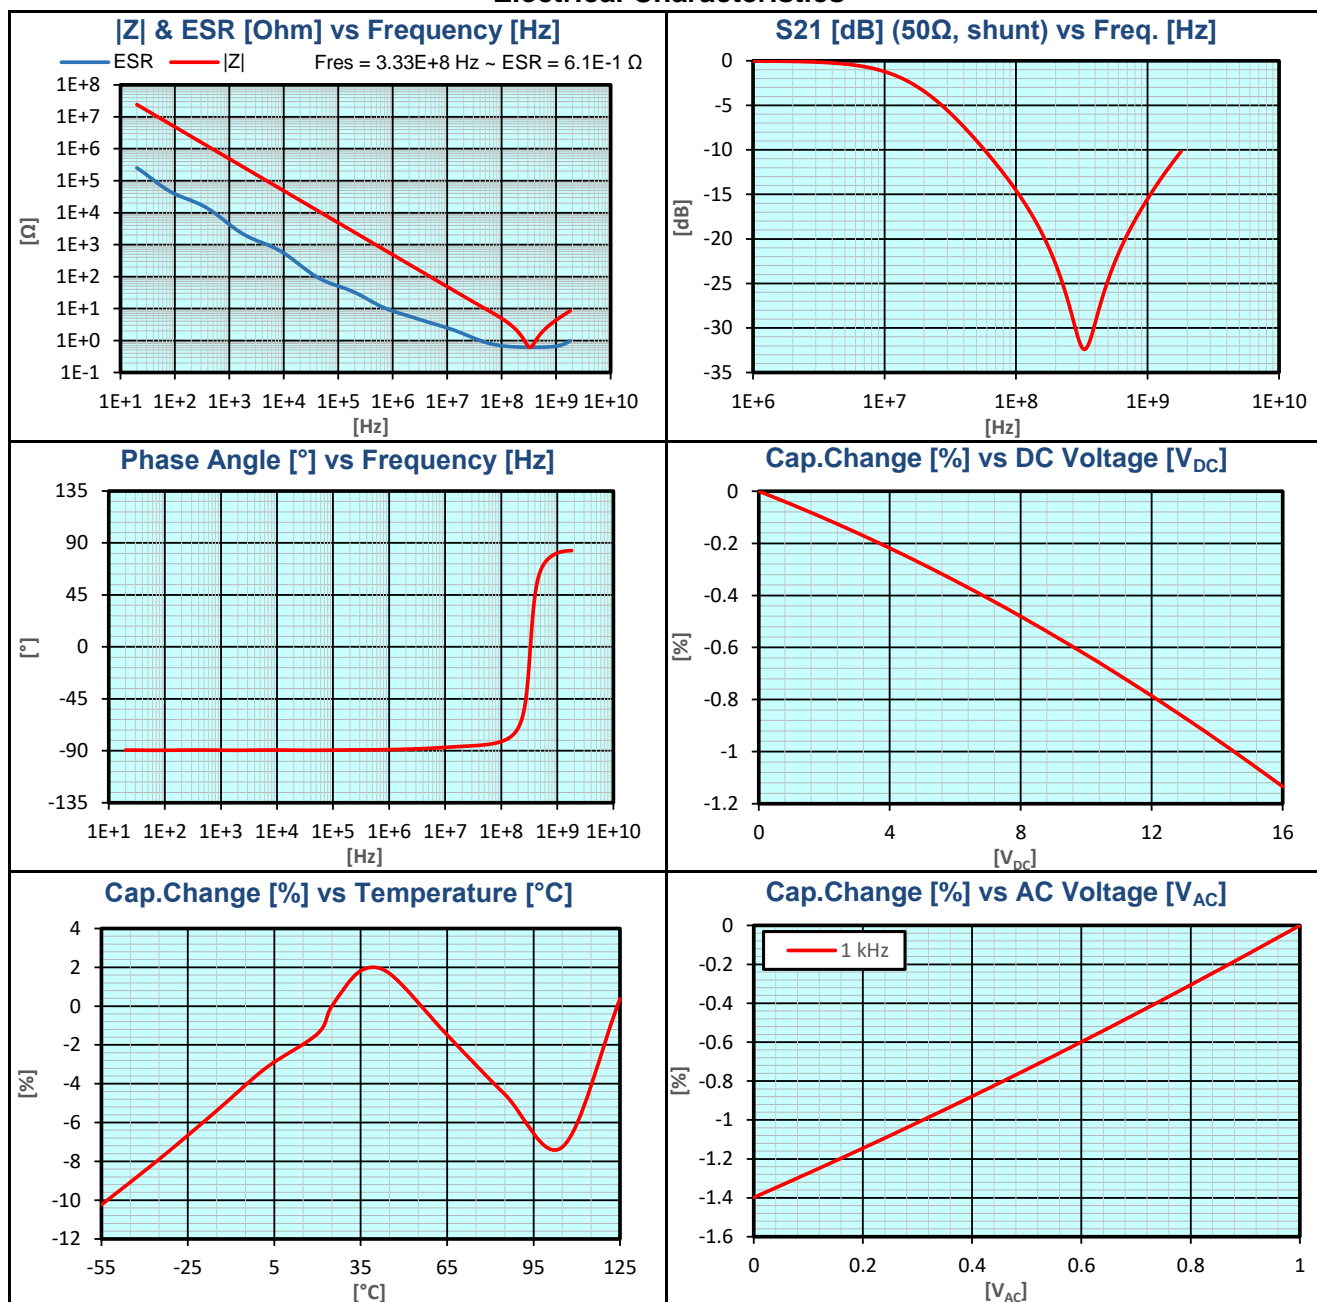 Electrical Characteristics
|Z| & ESR [Ohm] vs Frequency [Hz]
ESR |Z| Fres = 3.33E+8 Hz ~ ESR = 6.1E-1 Ω
1E+8
1E+7
1E+6
1E+5
1E+4
1E+3
1E+2
1E+1
1E+0
1E-1
[Ω]
1E+1 1E+2 1E+3 1E+4 1E+5 1E+6 1E+7 1E+8 1E+9 1E+10
[Hz]
S21 [dB] (50Ω, shunt) vs Freq. [Hz]
0
-5
-10
-15
-20
-25
-30
-35
[dB]
1E+6 1E+7 1E+8 1E+9 1E+10
[Hz]
Phase Angle [°] vs Frequency [Hz]
135
90
45
0
-45
-90
-135
[°]
1E+1 1E+2 1E+3 1E+4 1E+5 1E+6 1E+7 1E+8 1E+9 1E+10
[Hz]
Cap.Change [%] vs DC Voltage [VDC]
0
-0.2
-0.4
-0.6
-0.8
-1
-1.2
[%]
0 4 8 12 16
[VDC]
Cap.Change [%] vs Temperature [°C]
4
2
0
-2
-4
-6
-8
-10
-12
[%]
-55 -25 5 35 65 95 125
[°C]
Cap.Change [%] vs AC Voltage [VAC]
1 kHz
0
-0.2
-0.4
-0.6
-0.8
-1
-1.2
-1.4
-1.6
[%]
0 0.2 0.4 0.6 0.8 1
[VAC]